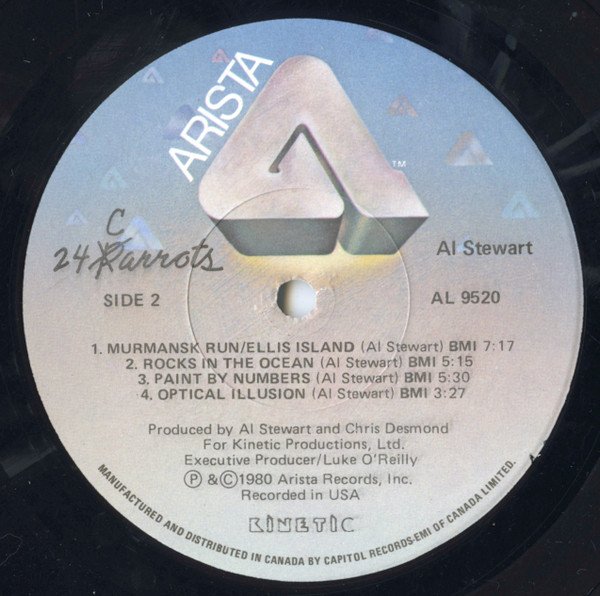 ARISTA
TM
C
24 Karrots
Al Stewart
SIDE 2
AL 9520
1. MURMANSK RUN/ELLIS ISLAND (Al Stewart) BMI 7:17
2. ROCKS IN THE OCEAN (Al Stewart) BMI 5:15
3. PAINT BY NUMBERS (Al Stewart) BMI 5:30
4. OPTICAL ILLUSION (Al Stewart) BMI 3:27
Produced by Al Stewart and Chris Desmond
For Kinetic Productions, Ltd.
Executive Producer/Luke O'Reilly
Ⓟ &©1980 Arista Records, Inc.
Recorded in USA
KINETIC
MANUFACTURED AND DISTRIBUTED IN CANADA BY CAPITOL RECORDS-EMI OF CANADA LIMITED.